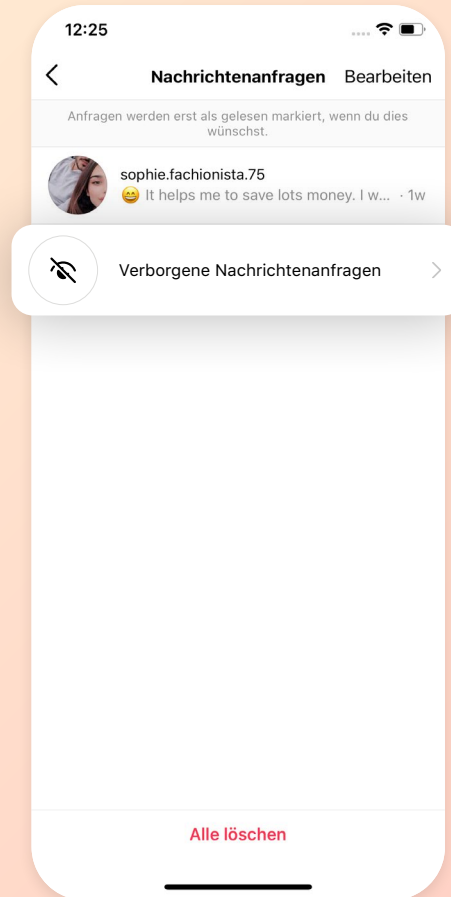 12:25
Nachrichtenanfragen Bearbeiten
Anfragen werden erst als gelesen markiert, wenn du dies
wünschst.
sophie.fachionista.75
😄 It helps me to save lots money. I w... · 1w
Verborgene Nachrichtenanfragen
Alle löschen